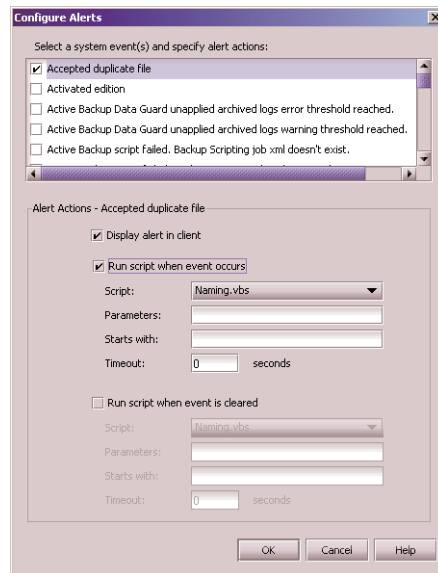 Configure Alerts
Select a system event(s) and specify alert actions:
Accepted duplicate file
Activated edition
Active Backup Data Guard unapplied archived logs error threshold reached.
Active Backup Data Guard unapplied archived logs warning threshold reached.
Active Backup script failed. Backup Scripting job xml doesn't exist.
Alert Actions - Accepted duplicate file
Display alert in client
Run script when event occurs
Script: Naming.vbs
Parameters:
Starts with:
Timeout: 0 seconds
Run script when event is cleared
Script: Naming.vbs
Parameters:
Starts with:
Timeout: 0 seconds
OK Cancel Help